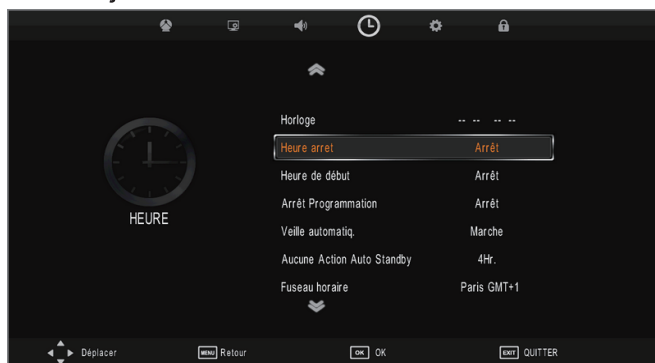 Horloge -- -- -- --
Heure arret Arrêt
Heure de début Arrêt
Arrêt Programmation Arrêt
HEURE
Veille automatiq. Marche
Aucune Action Auto Standby 4Hr.
Fuseau horaire Paris GMT+1
Déplacer MENU Retour OK OK EXIT QUITTER